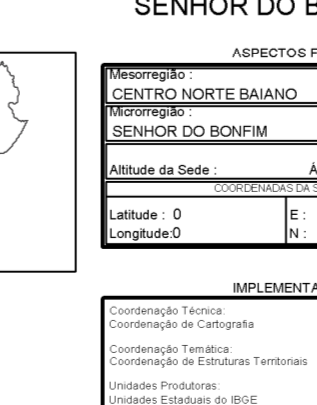 SENHOR DO B
ASPECTOS F
Mesorregião :
CENTRO NORTE BAIANO
Microrregião :
SENHOR DO BONFIM
Altitude da Sede : Á
COORDENADAS DA S
Latitude : 0 E :
Longitude:0 N :
IMPLEMENTA
Coordenação Técnica:
Coordenação de Cartografia
Coordenação Temática:
Coordenação de Estruturas Territoriais
Unidades Produtoras:
Unidades Estaduais do IBGE